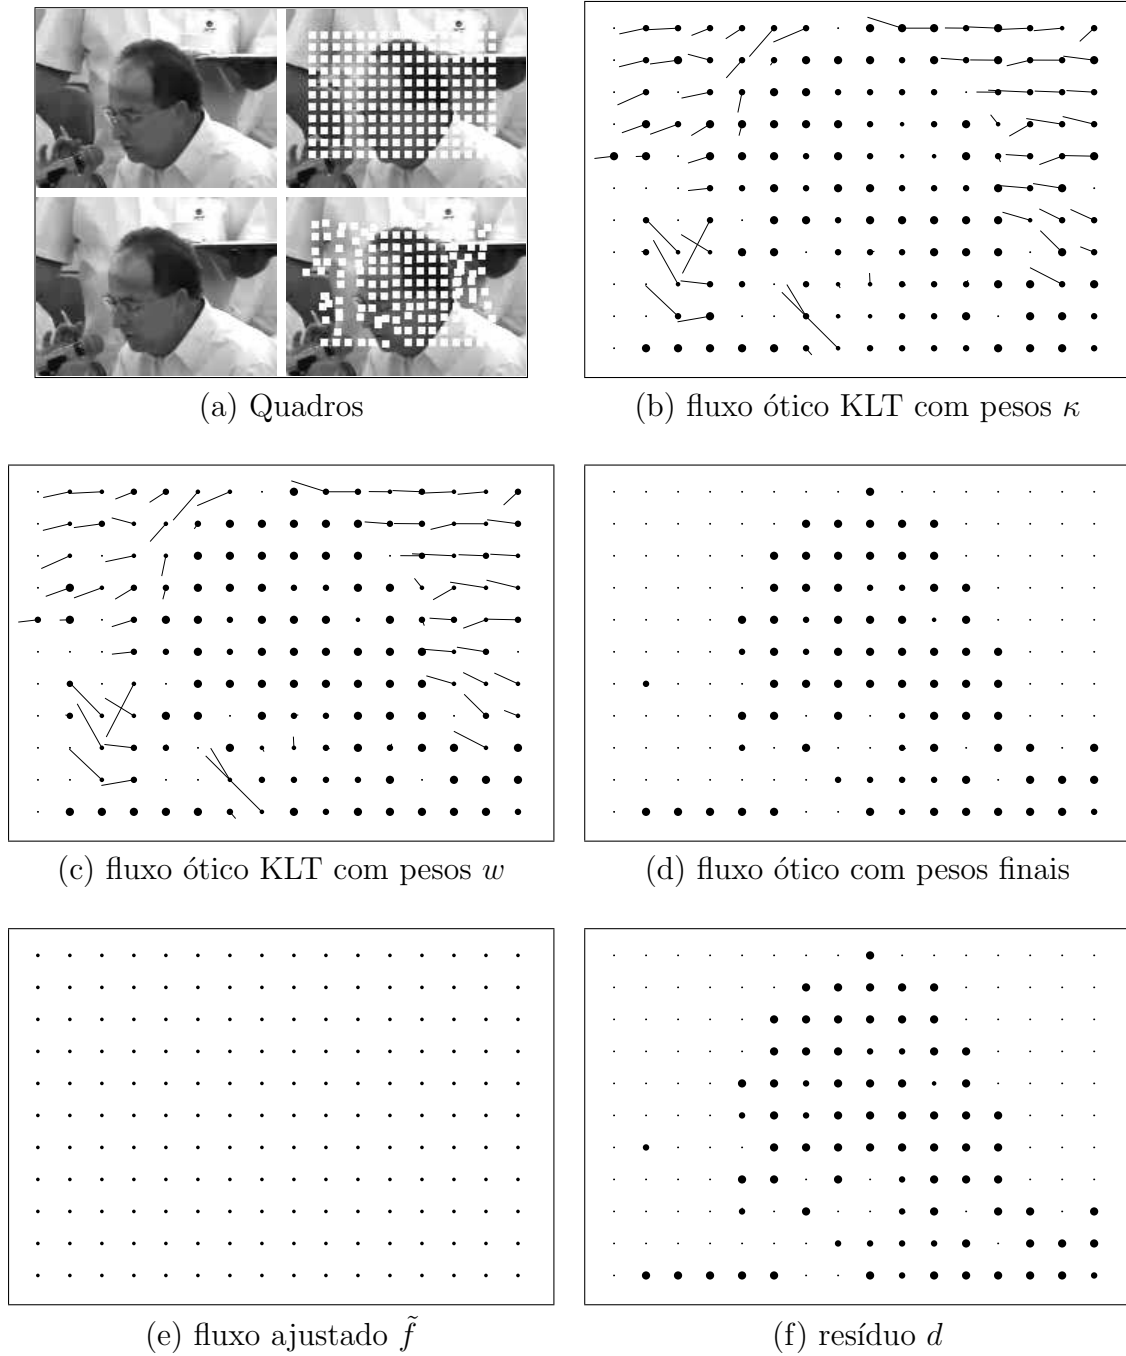 (a) Quadros
(b) fluxo ótico KLT com pesos κ
(c) fluxo ótico KLT com pesos w
(d) fluxo ótico com pesos finais
(e) fluxo ajustado f̃
(f) resíduo d